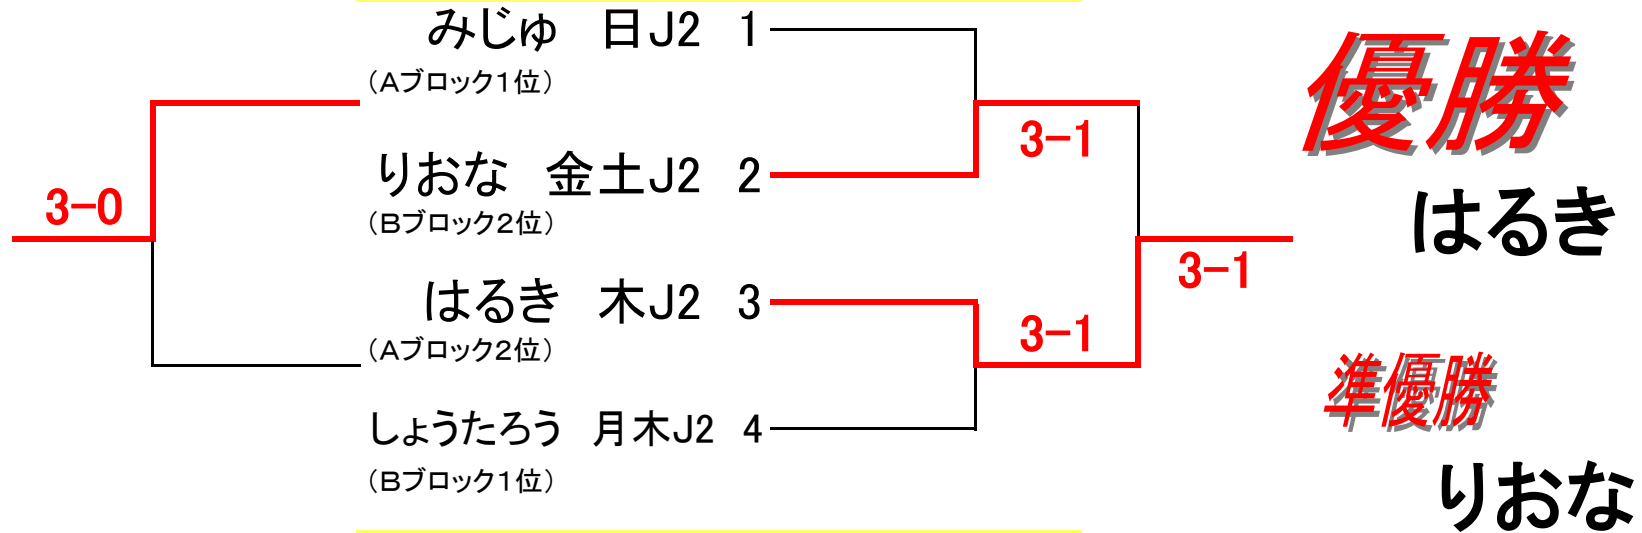 みじゅ 日J2 1
(Aブロック1位)
りおな 金土J2 2
(Bブロック2位)
はるき 木J2 3
(Aブロック2位)
しょうたろう 月木J2 4
(Bブロック1位)
3-0
3-1
3-1
3-1
優勝
はるき
準優勝
りおな